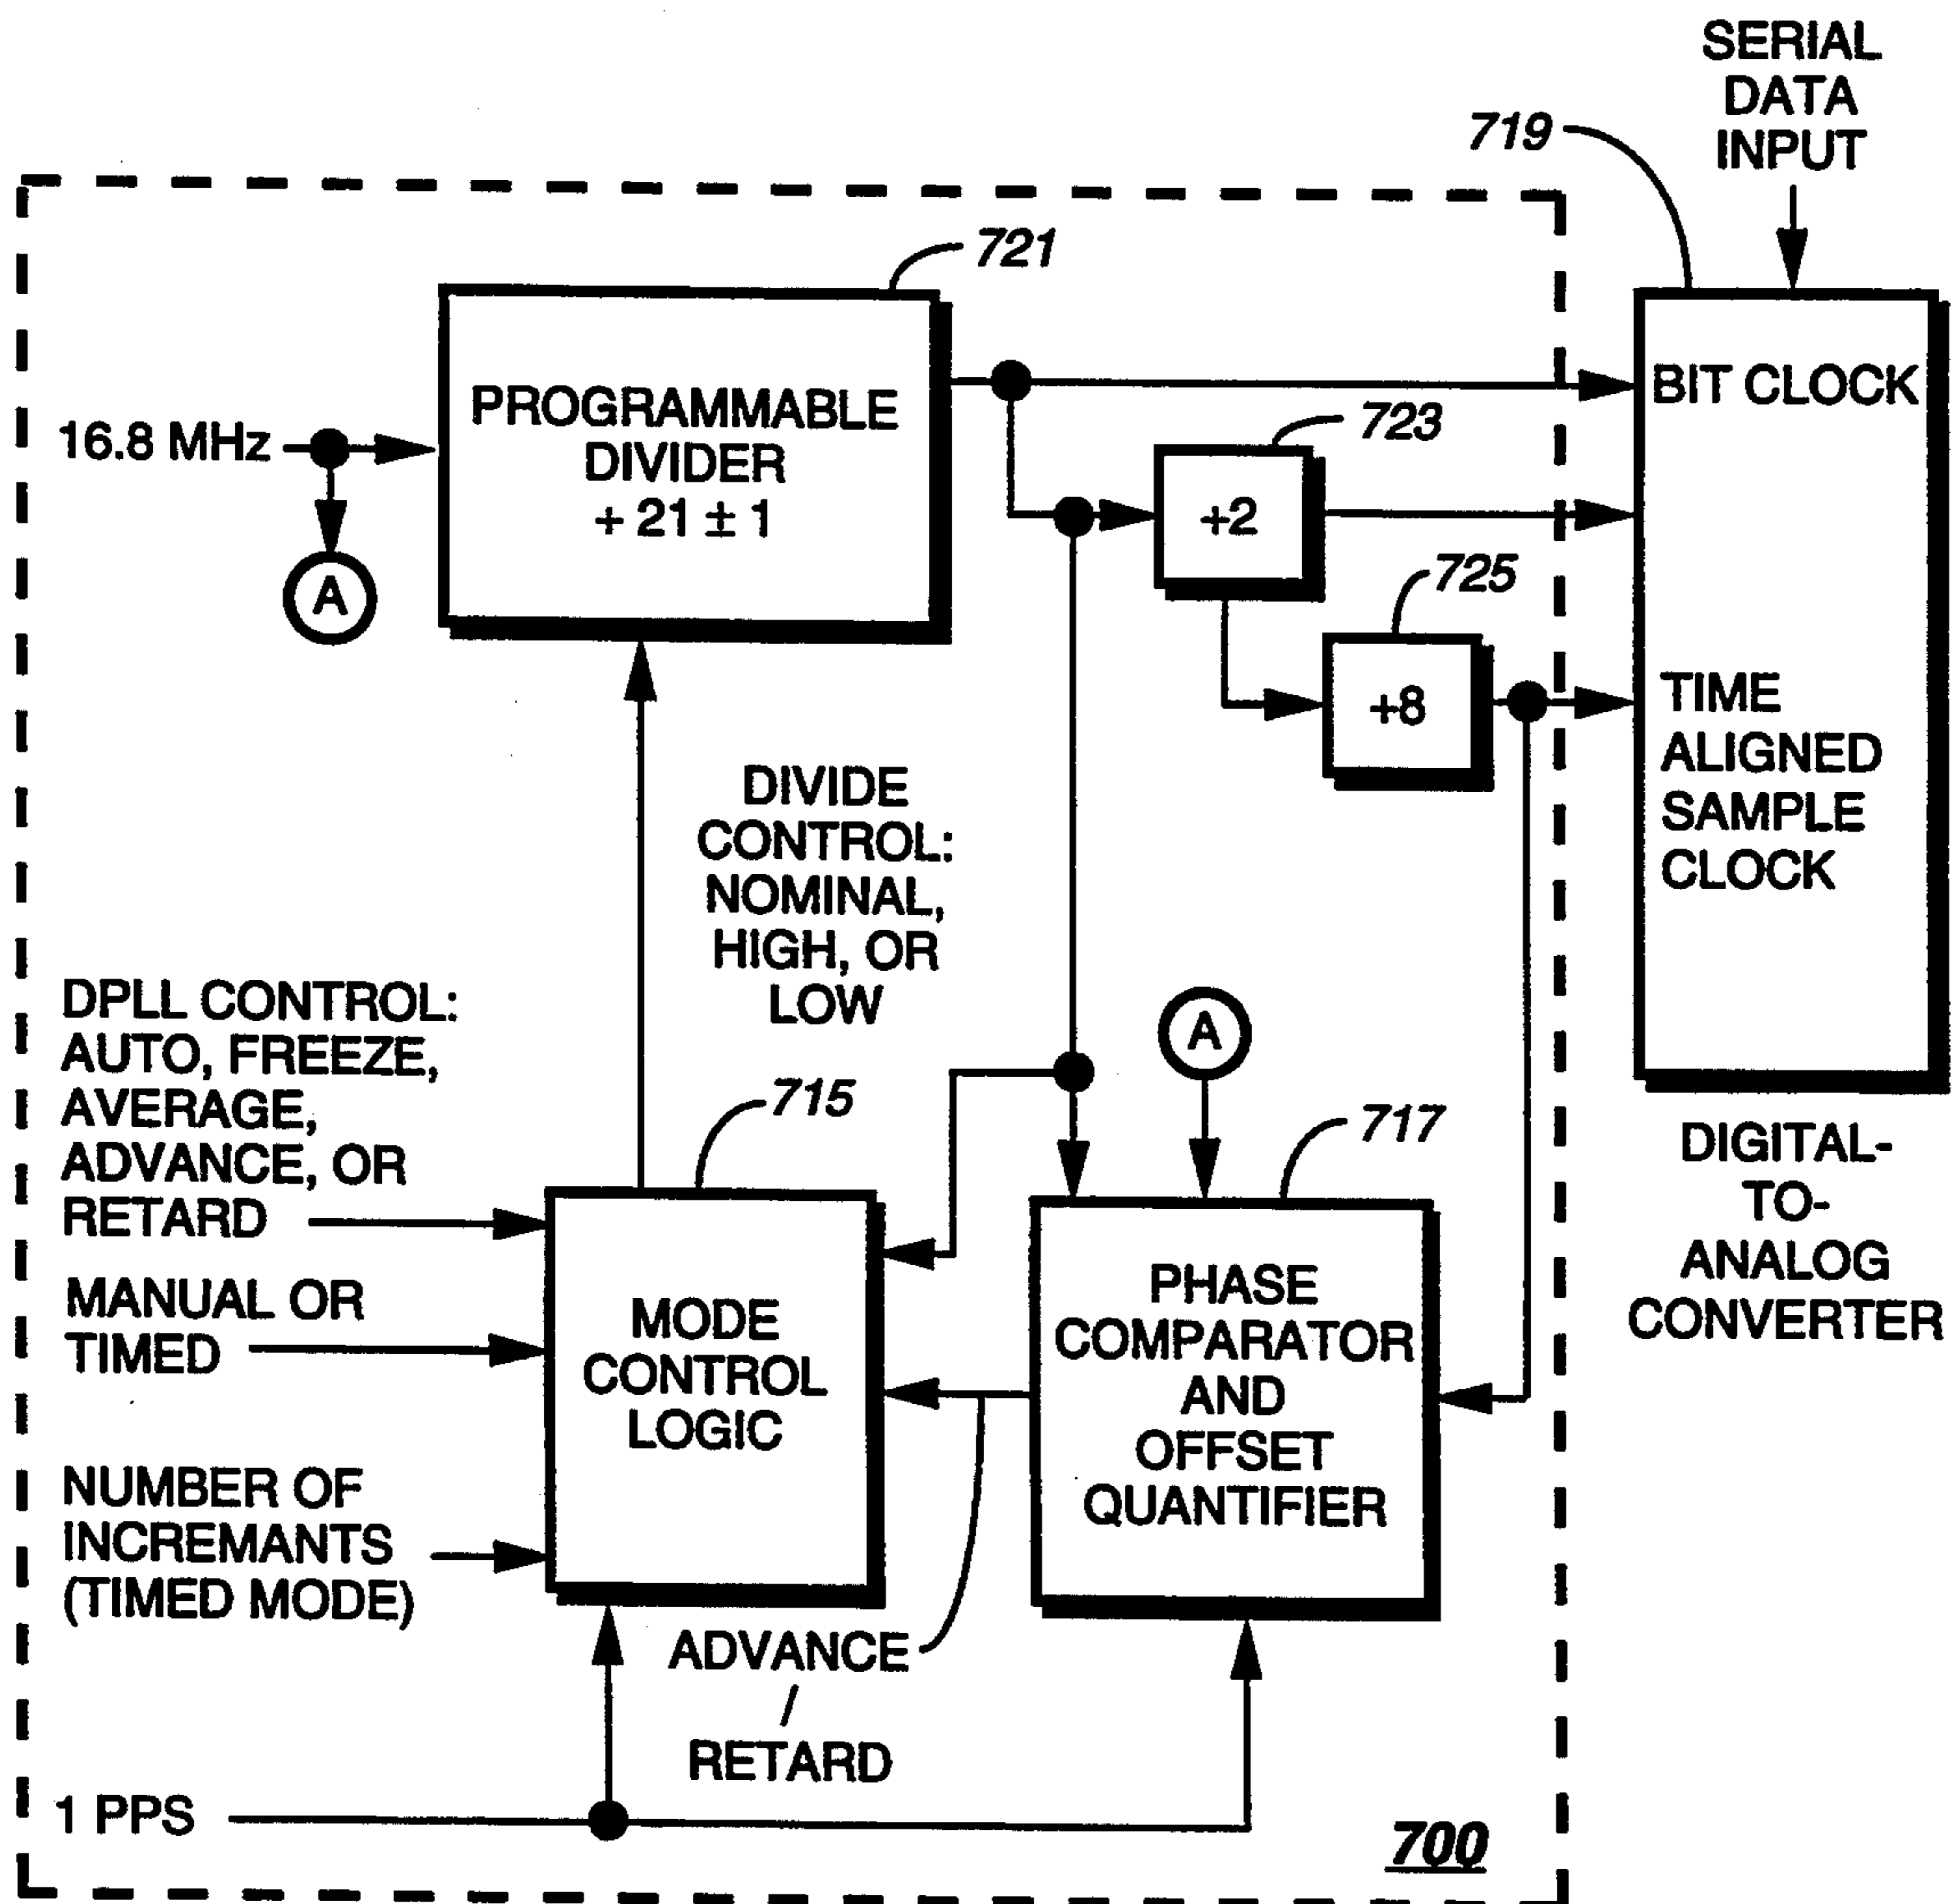 SERIAL
DATA
INPUT
719
721
PROGRAMMABLE
DIVIDER
+ 21 ± 1
16.8 MHz
A
BIT CLOCK
723
+2
725
+8
TIME
ALIGNED
SAMPLE
CLOCK
DIVIDE
CONTROL:
NOMINAL,
HIGH, OR
LOW
DPLL CONTROL:
AUTO, FREEZE,
AVERAGE,
ADVANCE, OR
RETARD
A
715
717
DIGITAL-
TO-
ANALOG
CONVERTER
MANUAL OR
TIMED
MODE
CONTROL
LOGIC
PHASE
COMPARATOR
AND
OFFSET
QUANTIFIER
NUMBER OF
INCREMANTS
(TIMED MODE)
ADVANCE
/
RETARD
1 PPS
700